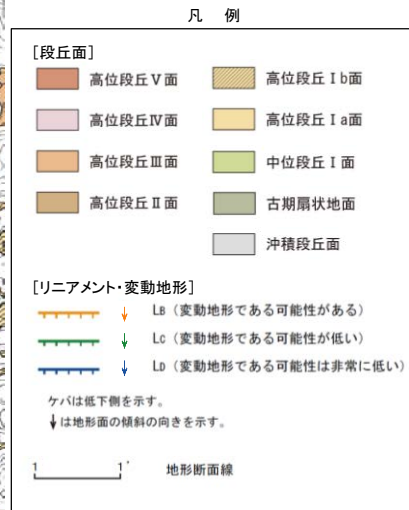 凡 例
[段丘面]
高位段丘Ⅴ面
高位段丘Ⅳ面
高位段丘Ⅲ面
高位段丘Ⅱ面
高位段丘Ⅰb面
高位段丘Ⅰa面
中位段丘Ⅰ面
古期扇状地面
沖積段丘面
[リニアメント・変動地形]
LB（変動地形である可能性がある）
LC（変動地形である可能性が低い）
LD（変動地形である可能性は非常に低い）
ケバは低下側を示す。
↓は地形面の傾斜の向きを示す。
1 1' 地形断面線